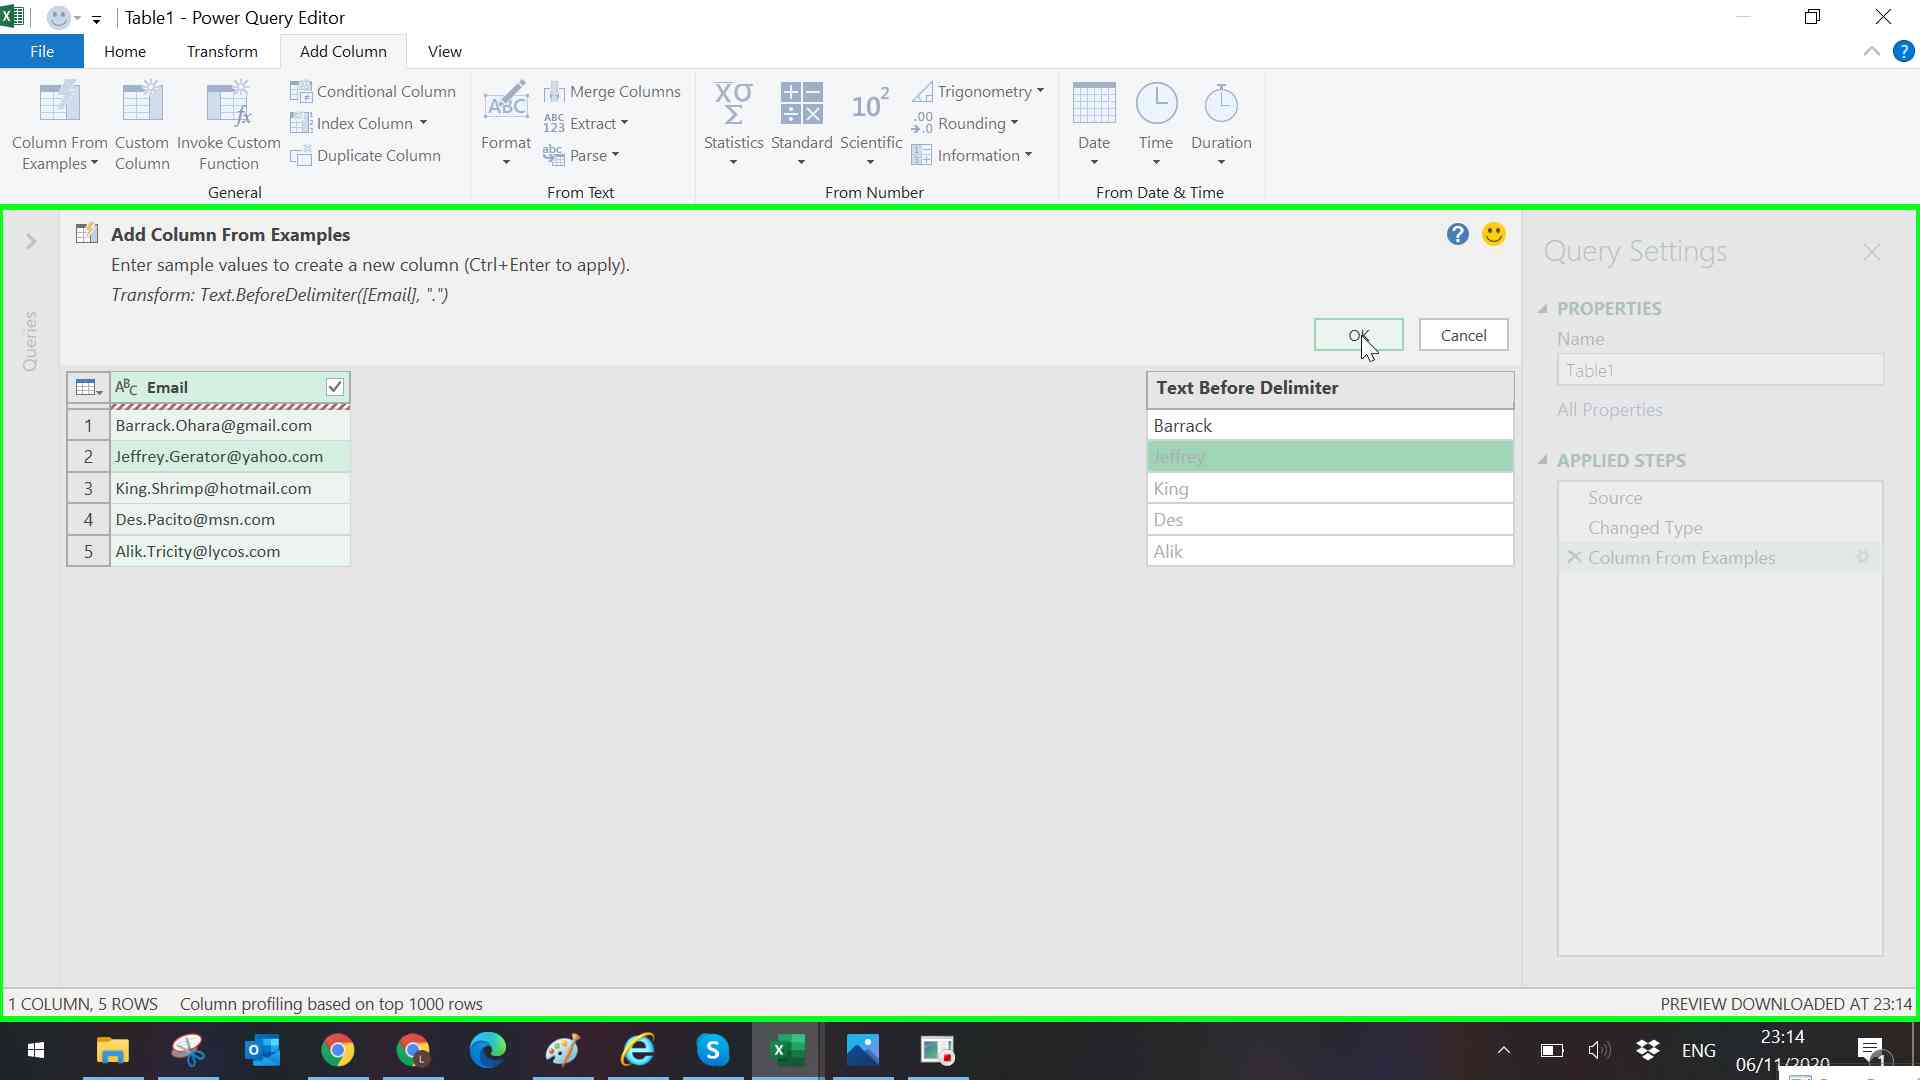 Table1 - Power Query Editor
File Home Transform Add Column View
Column From Examples
Custom Column
Invoke Custom Function
Conditional Column
Index Column
Duplicate Column
General
Format
Merge Columns
Extract
Parse
From Text
Statistics
Standard
Scientific
Trigonometry
Rounding
Information
From Number
Date
Time
Duration
From Date & Time
Queries
Add Column From Examples
Enter sample values to create a new column (Ctrl+Enter to apply).
Transform: Text.BeforeDelimiter([Email], ".")
OK Cancel
Email Text Before Delimiter
1 Barrack.Ohara@gmail.com Barrack
2 Jeffrey.Gerator@yahoo.com Jeffrey
3 King.Shrimp@hotmail.com King
4 Des.Pacito@msn.com Des
5 Alik.Tricity@lycos.com Alik
Query Settings
PROPERTIES
Name
Table1
All Properties
APPLIED STEPS
Source
Changed Type
Column From Examples
1 COLUMN, 5 ROWS Column profiling based on top 1000 rows PREVIEW DOWNLOADED AT 23:14
ENG
23:14
06/11/2020